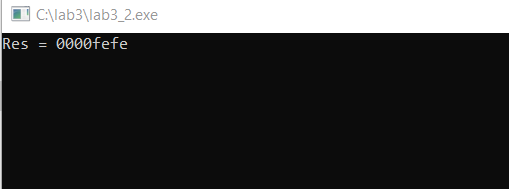 C:\lab3\lab3_2.exe
Res = 0000fefe